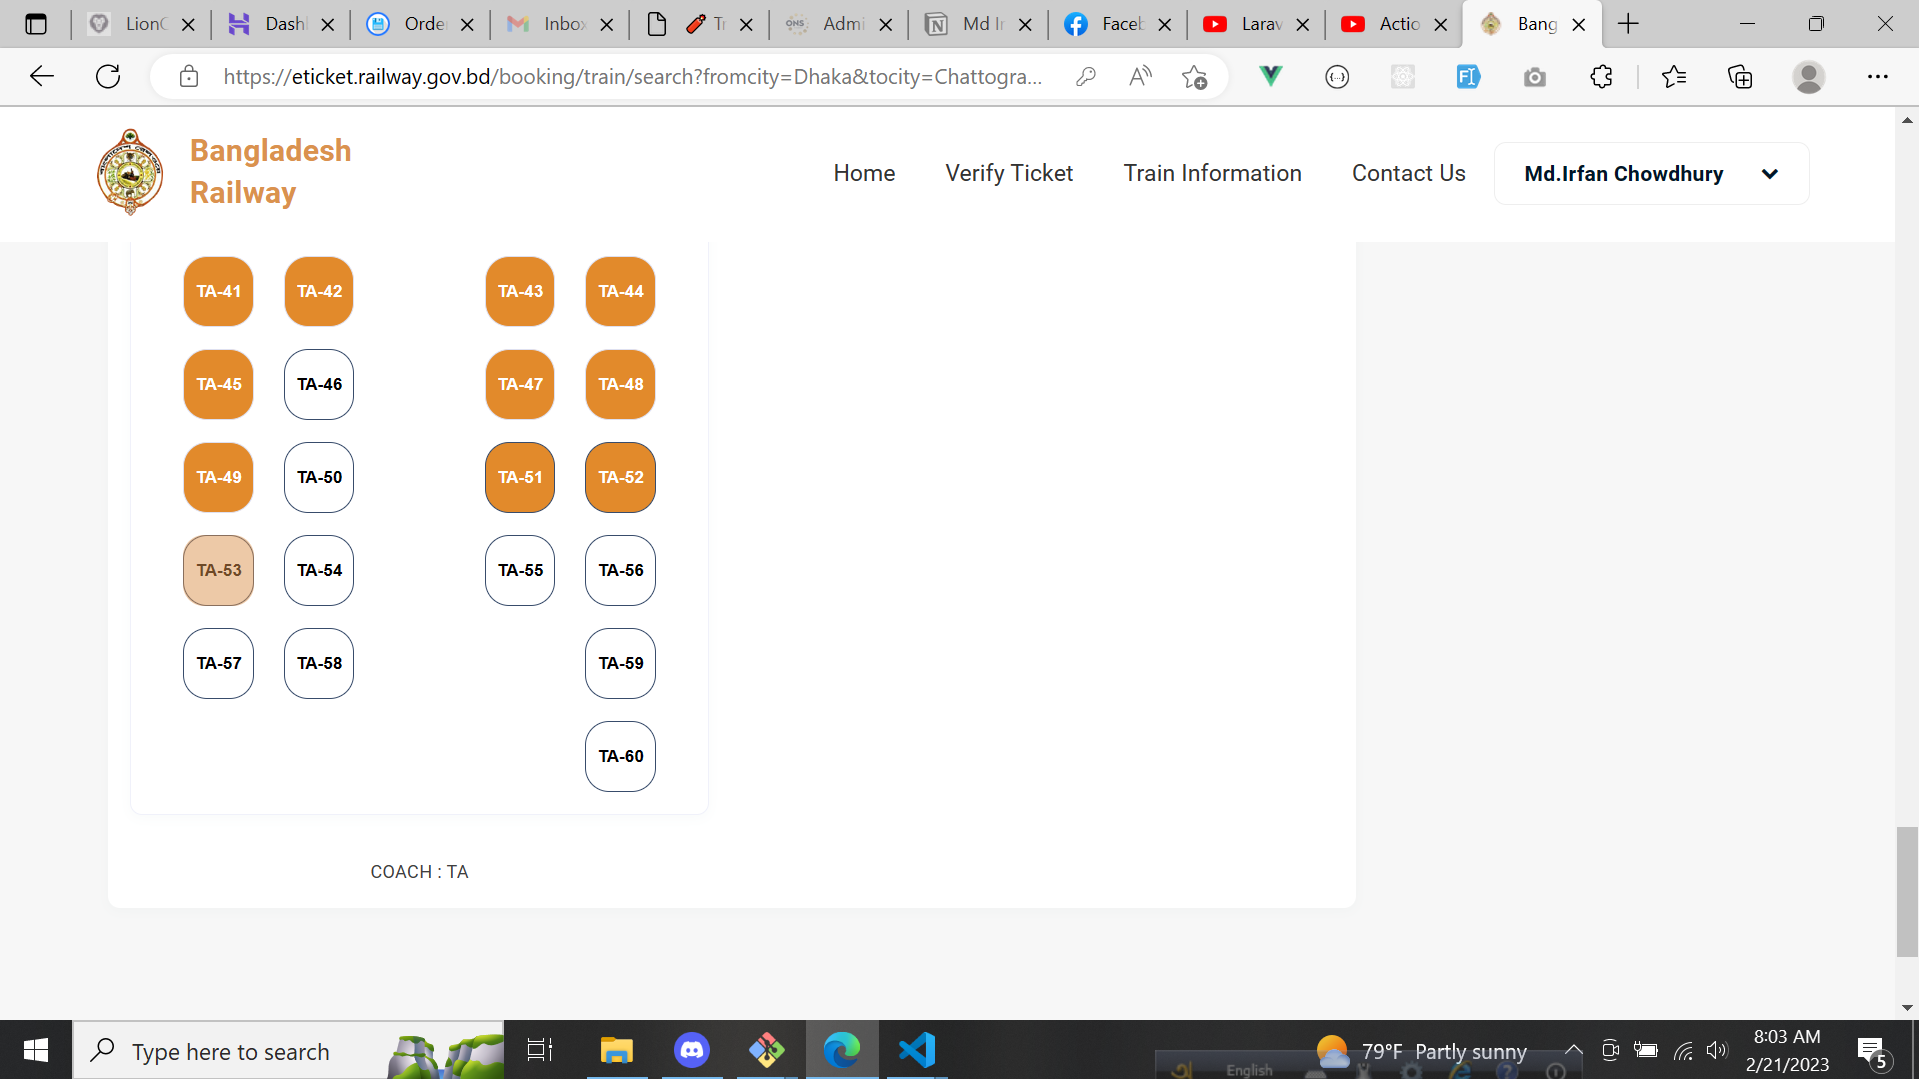 LionC
Dashl
Order
Inbox
Tr
Admi
Md Ir
Faceb
Larav
Actio
Bang
https://eticket.railway.gov.bd/booking/train/search?fromcity=Dhaka&tocity=Chattogra...
Bangladesh
Railway
Home
Verify Ticket
Train Information
Contact Us
Md.Irfan Chowdhury
TA-41 TA-42 TA-43 TA-44
TA-45 TA-46 TA-47 TA-48
TA-49 TA-50 TA-51 TA-52
TA-53 TA-54 TA-55 TA-56
TA-57 TA-58 TA-59
TA-60
COACH : TA
Type here to search
79°F Partly sunny
English
8:03 AM
2/21/2023
5